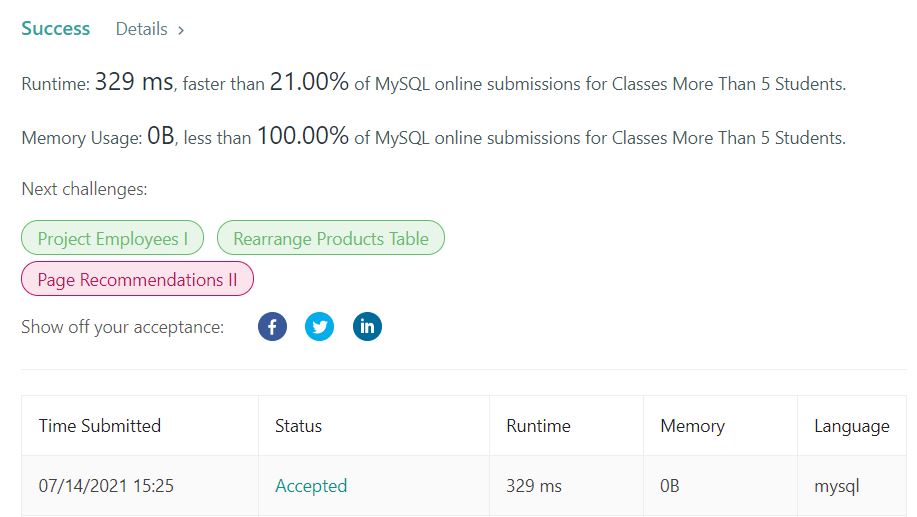 Success Details >
Runtime: 329 ms, faster than 21.00% of MySQL online submissions for Classes More Than 5 Students.
Memory Usage: 0B, less than 100.00% of MySQL online submissions for Classes More Than 5 Students.
Next challenges:
Project Employees I Rearrange Products Table
Page Recommendations II
Show off your acceptance:
Time Submitted Status Runtime Memory Language
07/14/2021 15:25 Accepted 329 ms 0B mysql